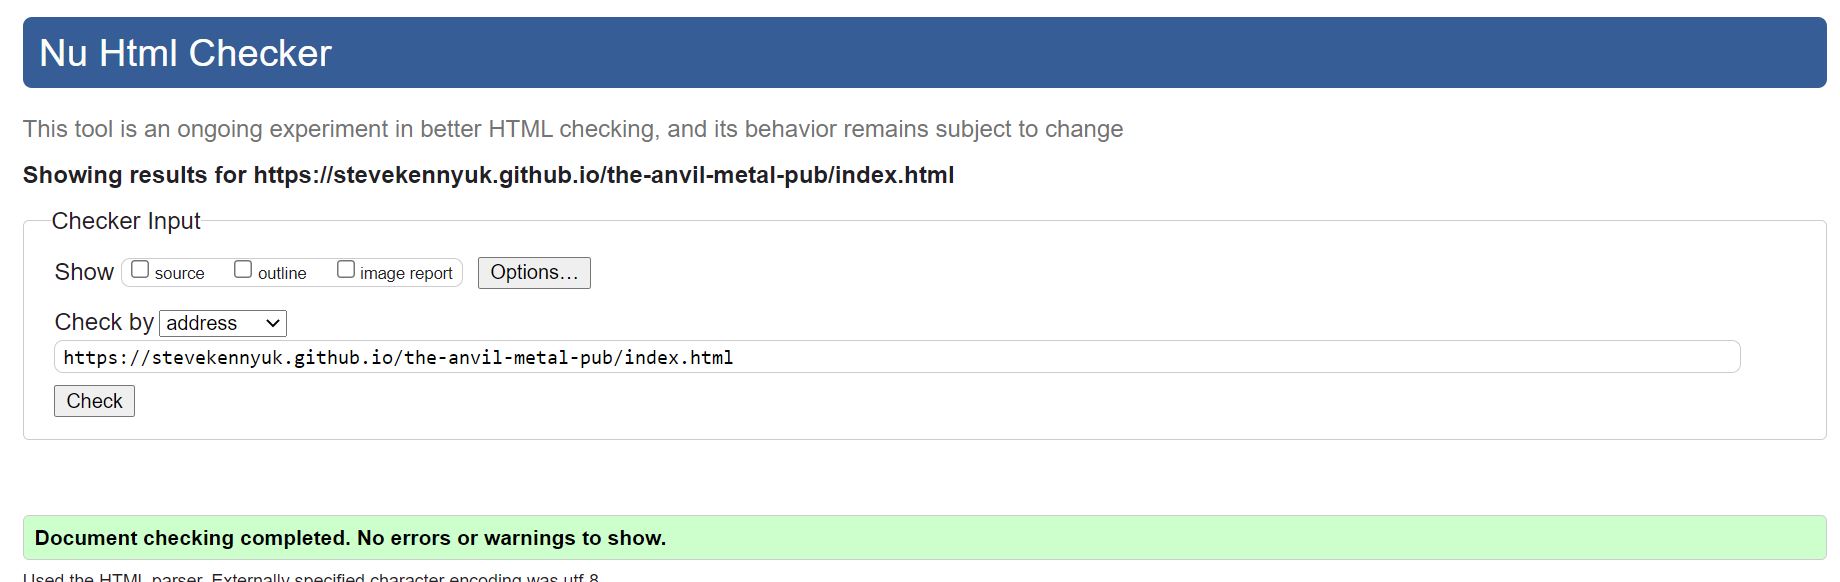 Nu Html Checker
This tool is an ongoing experiment in better HTML checking, and its behavior remains subject to change
Showing results for https://stevekennyuk.github.io/the-anvil-metal-pub/index.html
Checker Input
Show source outline image report Options…
Check by address
https://stevekennyuk.github.io/the-anvil-metal-pub/index.html
Check
Document checking completed. No errors or warnings to show.
Used the HTML parser. Externally specified character encoding was utf-8.